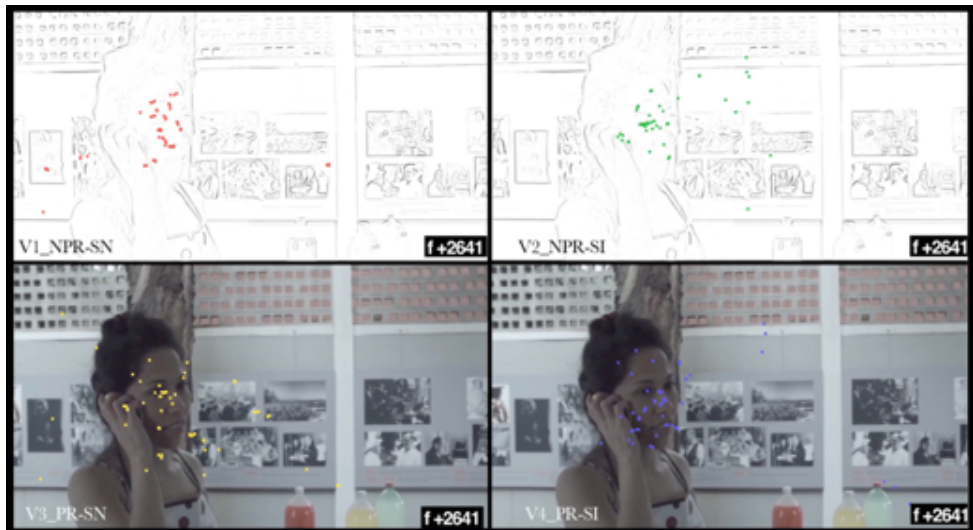 V1_NPR-SN
f +2641
V2_NPR-SI
f +2641
V3_PR-SN
f +2641
V4_PR-SI
f +2641